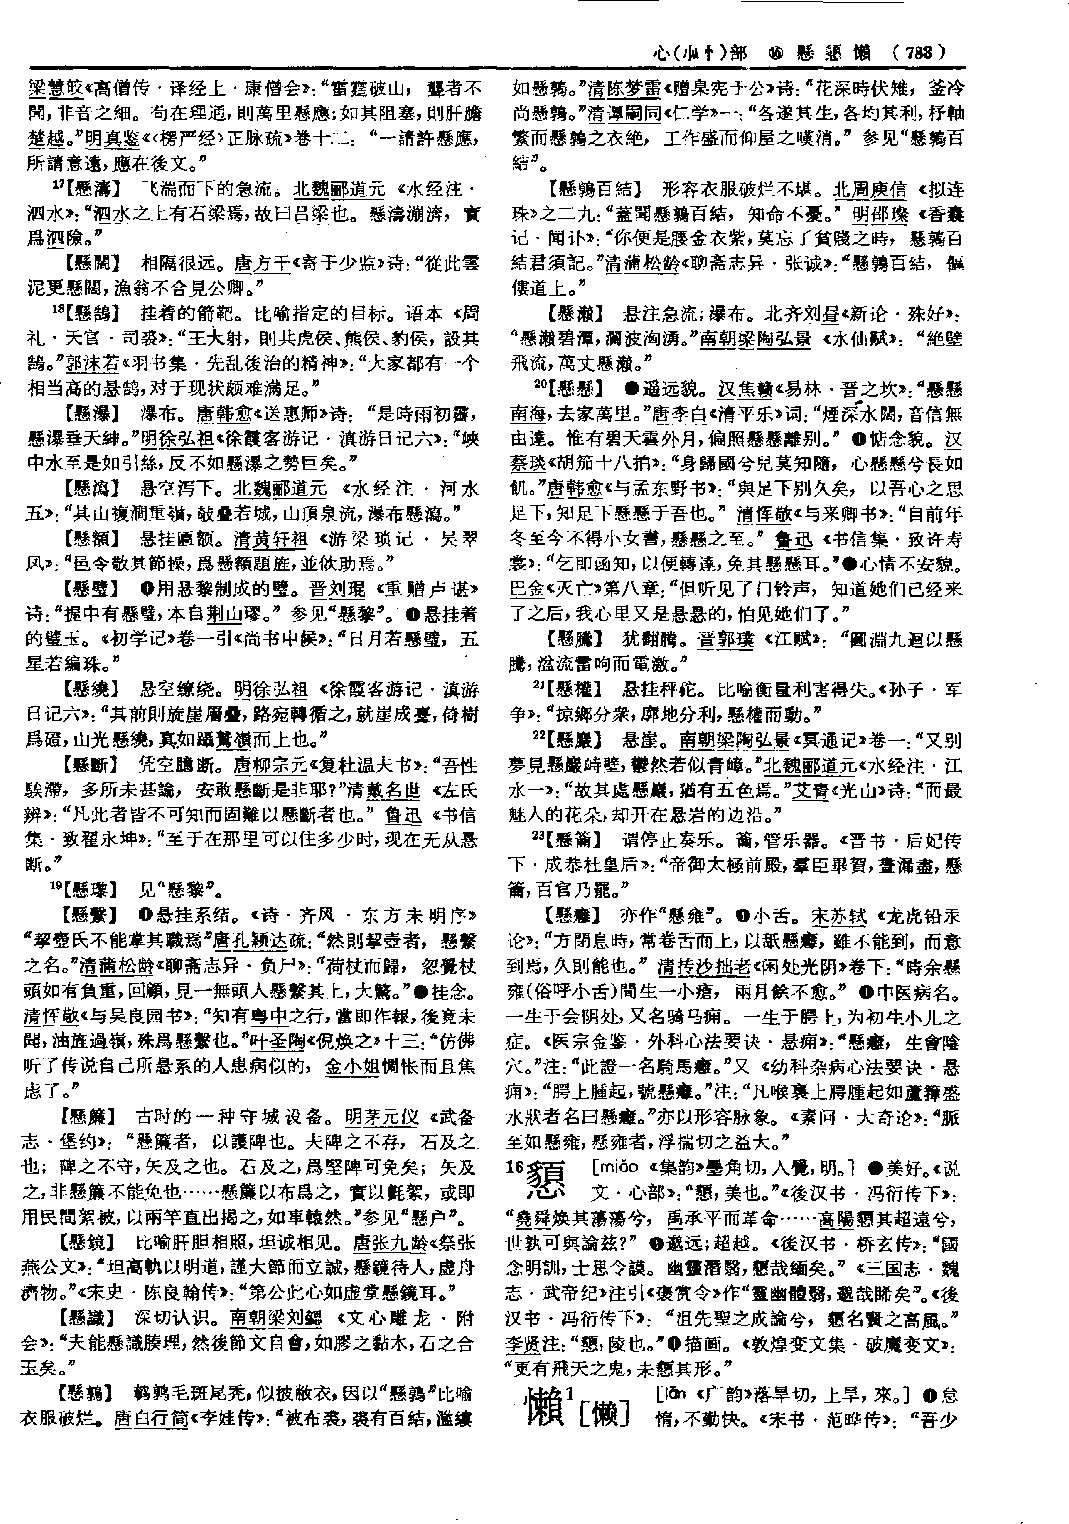 心(忄㣺)部 ⑯ 懸 懇 懶 (783)
梁慧皎《高僧传·译经上·康僧会》：“雷霆破山，聾者不
聞，非音之細。苟在理通，則萬里懸應；如其阻塞，則肝膽
楚越。”明真鉴《〈楞严经〉正脉疏》卷十二：“一請許懸應，
所請意遠，應在後文。”
17【懸濤】 飞湍而下的急流。北魏郦道元《水经注·
泗水》：“泗水之上有石梁焉，故曰吕梁也。懸濤漰渀，實
爲泗險。”
【懸闊】 相隔很远。唐方干《寄于少监》诗：“從此雲
泥更懸闊，漁翁不合見公卿。”
18【懸鵠】 挂着的箭靶。比喻指定的目标。语本《周
礼·天官·司裘》：“王大射，則共虎侯、熊侯、豹侯，設其
鵠。”郭沫若《羽书集·先乱後治的精神》：“大家都有一个
相当高的悬鹄，对于现状颇难满足。”
【懸瀑】 瀑布。唐韩愈《送惠师》诗：“是時雨初霽，
懸瀑垂天紳。”明徐弘祖《徐霞客游记·滇游日记六》：“峽
中水至是如引絲，反不如懸瀑之勢巨矣。”
【懸瀉】 悬空泻下。北魏郦道元《水经注·河水
五》：“其山複澗重嶺，攲疊若城，山頂泉流，瀑布懸瀉。”
【懸額】 悬挂匾额。清黄轩祖《游梁琐记·吴翠
凤》：“邑令敬其節操，爲懸額題旌，並飲助焉。”
【懸璧】 ❶用悬黎制成的璧。晋刘琨《重赠卢谌》
诗：“握中有懸璧，本自荆山璆。”参见“懸黎”。❷悬挂着
的璧玉。《初学记》卷一引《尚书中候》：“日月若懸璧，五
星若編珠。”
【懸繞】 悬空缭绕。明徐弘祖《徐霞客游记·滇游
日记六》：“其前則旋崖層疊，路宛轉循之，就崖成臺，倚樹
爲磴，山光懸繞，真如躡鷲嶺而上也。”
【懸斷】 凭空臆断。唐柳宗元《复杜温夫书》：“吾性
騃滯，多所未甚諭，安敢懸斷是非耶？”清戴名世《左氏
辨》：“凡此者皆不可知而固難以懸斷者也。”鲁迅《书信
集·致翟永坤》：“至于在那里可以住多少时，现在无从悬
断。”
19【懸瓈】 见“懸黎”。
【懸繫】 ❶悬挂系结。《诗·齐风·东方未明序》
“挈壺氏不能掌其職焉”唐孔颖达疏：“然則挈壺者，懸繫
之名。”清蒲松龄《聊斋志异·负尸》：“荷杖而歸，忽覺杖
頭如有負重，回顧，見一無頭人懸繫其上，大驚。”❷挂念。
清恽敬《与吴良园书》：“知有粤中之行，當即作報，後竟未
聞，油旌過嶺，殊爲懸繫也。”叶圣陶《倪焕之》十三：“仿佛
听了传说自己所悬系的人患病似的，金小姐惆怅而且焦
虑了。”
【懸簾】 古时的一种守城设备。明茅元仪《武备
志·堡约》：“懸簾者，以護陴也。夫陴之不存，石及之
也；陴之不守，矢及之也。石及之，爲堅陴可免矣；矢及
之，非懸簾不能免也……懸簾以布爲之，實以氈絮，或即
用民間絮被，以兩竿直出揭之，如車轅然。”参见“懸户”。
【懸鏡】 比喻肝胆相照，坦诚相见。唐张九龄《祭张
燕公文》：“坦高軌以明道，謹大節而立誠，懸鏡待人，虚舟
濟物。”《宋史·陈良翰传》：“第公此心如虚堂懸鏡耳。”
【懸識】 深切认识。南朝梁刘勰《文心雕龙·附
会》：“夫能懸識腠理，然後節文自會，如膠之黏木，石之合
玉矣。”
【懸鶉】 鹌鹑毛斑尾秃，似披敝衣，因以“懸鶉”比喻
衣服破烂。唐白行简《李娃传》：“被布裘，裘有百結，濫縷
如懸鶉。”清陈梦雷《赠臬宪于公》诗：“花深時伏雉，釜冷
尚懸鶉。”清谭嗣同《仁学》一：“各遂其生，各均其利，杼軸
繁而懸鶉之衣絶，工作盛而仰屋之嘆消。”参见“懸鶉百
結”。
【懸鶉百結】 形容衣服破烂不堪。北周庾信《拟连
珠》之二九：“蓋聞懸鶉百結，知命不憂。”明邵璨《香囊
记·闻讣》：“你便是腰金衣紫，莫忘了貧賤之時，懸鶉百
結君須記。”清蒲松龄《聊斋志异·张诚》：“懸鶉百結，傴
僂道上。”
【懸瀨】 悬注急流；瀑布。北齐刘昼《新论·殊好》：
“懸瀨碧潭，瀾波洶湧。”南朝梁陶弘景《水仙赋》：“絶壁
飛流，萬丈懸瀨。”
20【懸懸】 ❶遥远貌。汉焦赣《易林·晋之坎》：“懸懸
南海，去家萬里。”唐李白《清平乐》词：“煙深水闊，音信無
由達。惟有碧天雲外月，偏照懸懸離别。”❷惦念貌。汉
蔡琰《胡笳十八拍》：“身歸國兮兒莫知隨，心懸懸兮長如
飢。”唐韩愈《与孟东野书》：“與足下别久矣，以吾心之思
足下，知足下懸懸于吾也。”清恽敬《与来卿书》：“自前年
冬至今不得小女書，懸懸之至。”鲁迅《书信集·致许寿
裳》：“乞即函知，以便轉達，免其懸懸耳。”❸心情不安貌。
巴金《灭亡》第八章：“但听见了门铃声，知道她们已经来
了之后，我心里又是悬悬的，怕见她们了。”
【懸騰】 犹翻腾。晋郭璞《江赋》：“圓淵九迴以懸
騰，湓流雷呴而電激。”
21【懸權】 悬挂秤砣。比喻衡量利害得失。《孙子·军
争》：“掠鄉分衆，廓地分利，懸權而動。”
22【懸巖】 悬崖。南朝梁陶弘景《冥通记》卷一：“又别
夢見懸巖峙壁，鬱然若似青嶂。”北魏郦道元《水经注·江
水一》：“故其處懸巖，猶有五色焉。”艾青《光山》诗：“而最
魅人的花朵，却开在悬岩的边沿。”
23【懸籥】 谓停止奏乐。籥，管乐器。《晋书·后妃传
下·成恭杜皇后》：“帝御太極前殿，羣臣畢賀，晝漏盡，懸
籥，百官乃罷。”
【懸癰】 亦作“懸雍”。❶小舌。宋苏轼《龙虎铅汞
论》：“方閉息時，常卷舌而上，以舐懸癰，雖不能到，而意
到焉，久則能也。”清抟沙拙老《闲处光阴》卷下：“時余懸
雍(俗呼小舌)間生一小瘡，兩月餘不愈。”❷中医病名。
一生于会阴处，又名骑马痈。一生于腭上，为初生小儿之
症。《医宗金鉴·外科心法要诀·悬痈》：“懸癰，生會陰
穴。”注：“此證一名騎馬癰。”又《幼科杂病心法要诀·悬
痈》：“腭上腫起，號懸癰。”注：“凡喉裏上腭腫起如蘆籜盛
水狀者名曰懸癰。”亦以形容脉象。《素问·大奇论》：“脈
至如懸雍，懸雍者，浮揣切之益大。”
16 懇 [miǎo 《集韵》墨角切，入覺，明。] ❶美好。《说
文·心部》：“懇，美也。”《後汉书·冯衍传下》：
“堯舜焕其蕩蕩兮，禹承平而革命……高陽懇其超遠兮，
世孰可與論兹？”❷邈远；超越。《後汉书·桥玄传》：“國
念明訓，士思令謨。幽靈潛翳，懇哉缅矣。”《三国志·魏
志·武帝纪》注引《褒赏令》作“靈幽體翳，邈哉晞矣”。《後
汉书·冯衍传下》：“追先聖之成論兮，懇名賢之高風。”
李贤注：“懇，陵也。”❸描画。《敦煌变文集·破魔变文》：
“更有飛天之鬼，未懇其形。”
懶1 [懒] [lǎn 《广韵》落旱切，上旱，來。] ❶怠
惰，不勤快。《宋书·范晔传》：“吾少